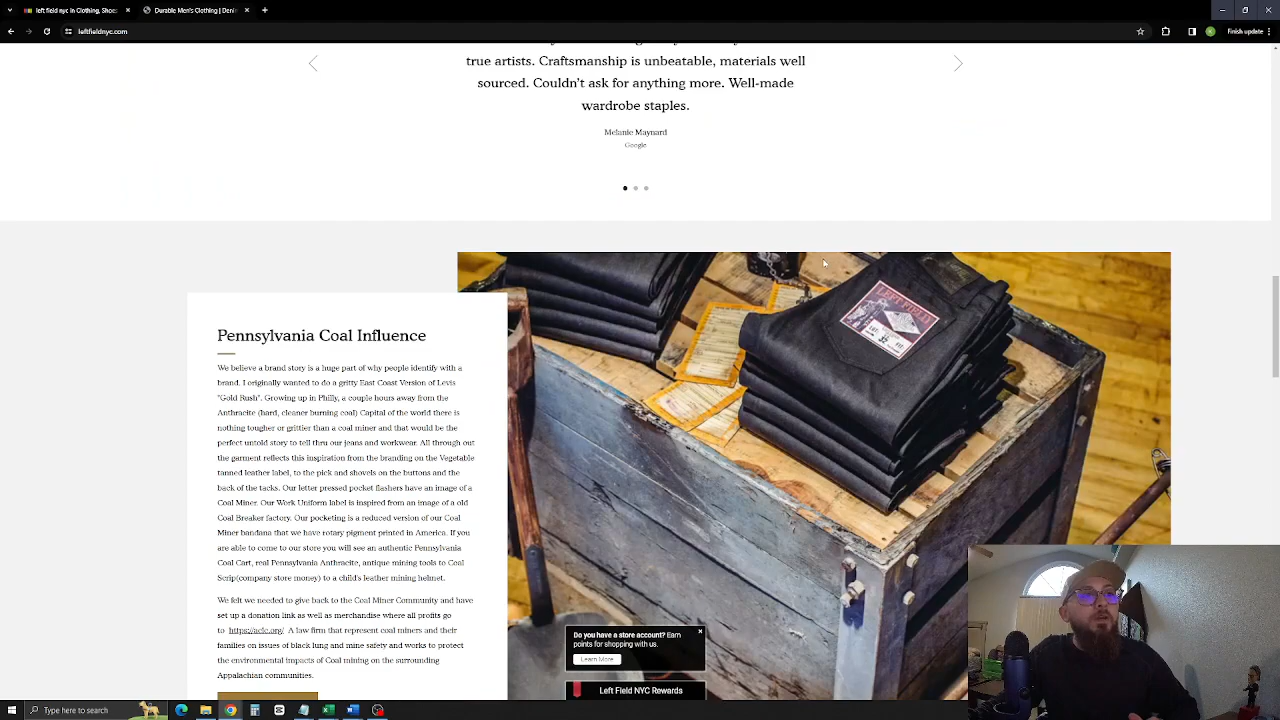 left field nyc in Clothing, Shoe
Durable Men's Clothing | Deni
leftfieldnyc.com
Finish update
true artists. Craftsmanship is unbeatable, materials well
sourced. Couldn't ask for anything more. Well-made
wardrobe staples.
Melanie Maynard
Google
Pennsylvania Coal Influence
We believe a brand story is a huge part of why people identify with a
brand. I originally wanted to do a gritty East Coast Version of Levis
"Gold Rush". Growing up in Philly, a couple hours away from the
Anthracite (hard, cleaner burning coal) Capital of the world there is
nothing tougher or grittier than a coal miner and that would be the
perfect untold story to tell thru our jeans and workwear. All through out
the garment reflects this inspiration from the branding on the Vegetable
tanned leather label, to the pick and shovels on the buttons and the
back of the tacks. Our letter pressed pocket flashers have an image of a
Coal Miner. Our Work Uniform label is inspired from an image of a old
Coal Breaker factory. Our pocketing is a reduced version of our Coal
Miner bandana that we have rotary pigment printed in America. If you
are able to come to our store you will see an authentic Pennsylvania
Coal Cart, real Pennsylvania Anthracite, antique mining tools to Coal
Scrip(company store money) to a child's leather mining helmet.
We felt we needed to give back to the Coal Miner Community and have
set up a donation link as well as merchandise where all profits go
to https://aclc.org/ A law firm that represent coal miners and their
families on issues of black lung and mine safety and works to protect
the environmental impacts of Coal mining on the surrounding
Appalachian communities.
LEFT FIELD
LOT:
FIT
Do you have a store account? Earn
points for shopping with us.
Learn More
Left Field NYC Rewards
Type here to search